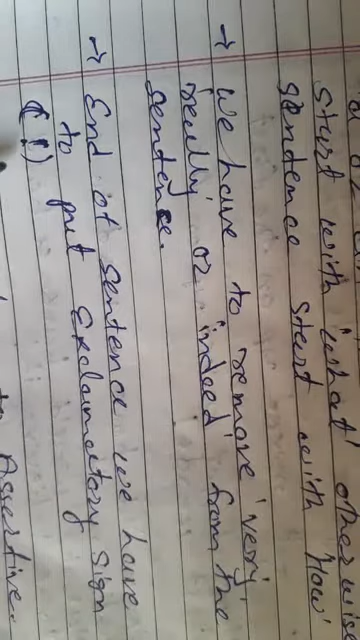 start with 'what' otherwis
sentence start with 'How'
→ We have to remove 'very'
really or 'indeed' from the
sentence.
→ End of sentence we have
to put exclamatory sign
(!)
Assertive.